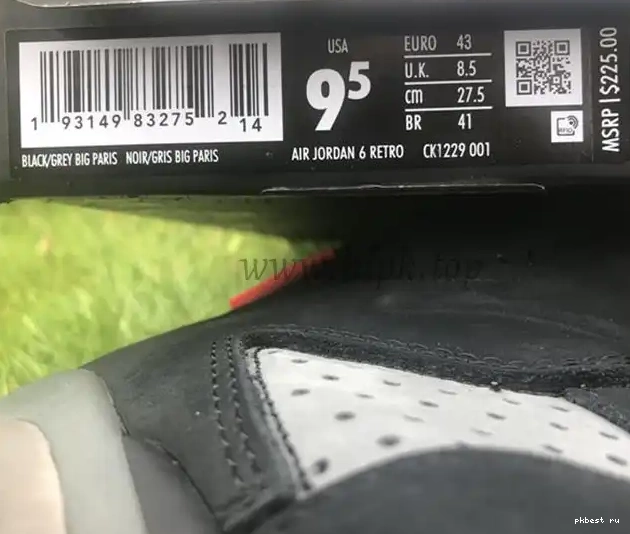 USA
9⁵
EURO 43
U.K. 8.5
cm 27.5
BR 41
MSRP | $225.00
RFID
1 93149 83275 2 14
BLACK/GREY BIG PARIS NOIR/GRIS BIG PARIS
AIR JORDAN 6 RETRO CK1229 001
pkbest ru